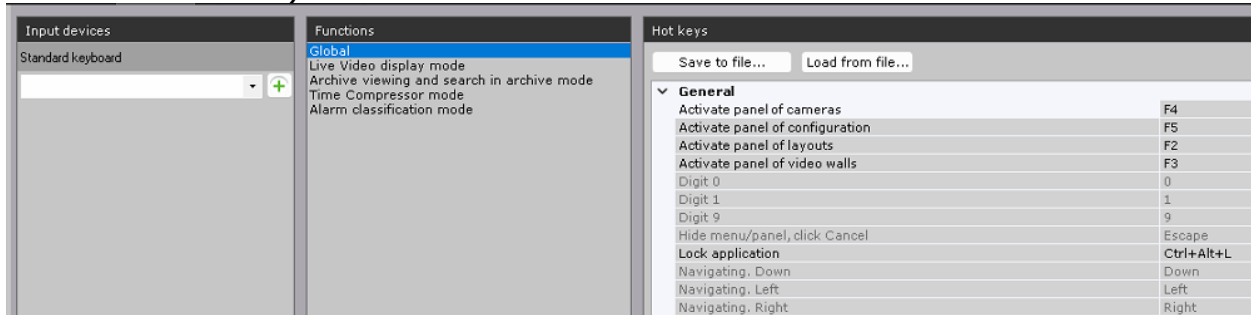 Input devices
Standard keyboard
Functions
Global
Live Video display mode
Archive viewing and search in archive mode
Time Compressor mode
Alarm classification mode
Hot keys
Save to file... Load from file...
General
Activate panel of cameras F4
Activate panel of configuration F5
Activate panel of layouts F2
Activate panel of video walls F3
Digit 0 0
Digit 1 1
Digit 9 9
Hide menu/panel, click Cancel Escape
Lock application Ctrl+Alt+L
Navigating. Down Down
Navigating. Left Left
Navigating. Right Right